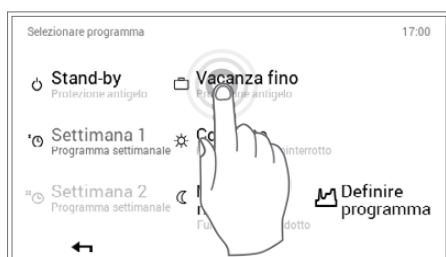 Selezionare programma 17:00
Stand-by
Protezione antigelo
Vacanza fino
antigelo
Settimana 1
Programma settimanale
Settimana 2
Programma settimanale
Definire
programma